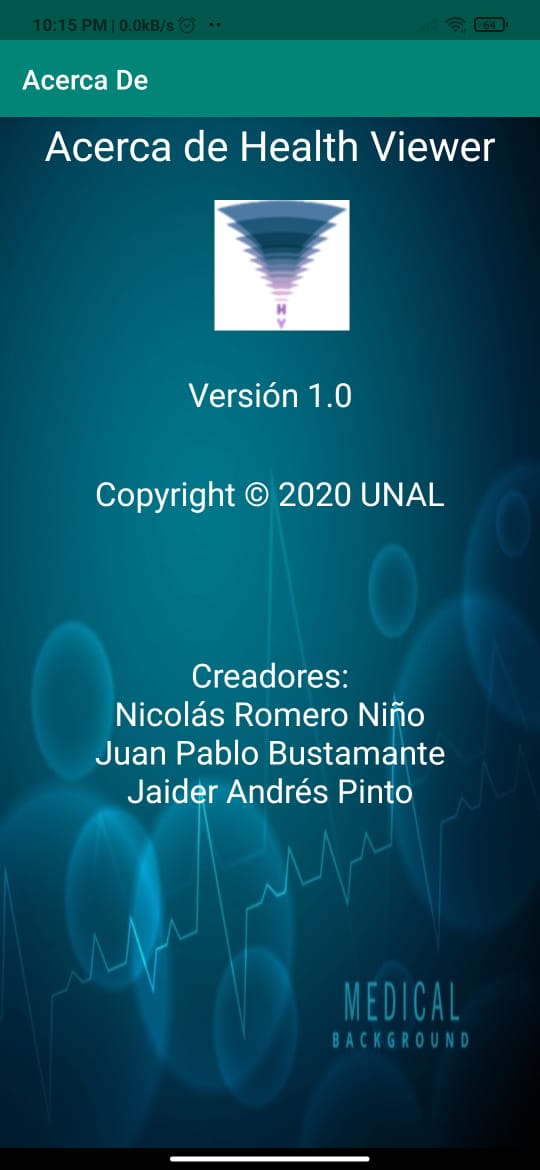 10:15 PM | 0.0kB/s
64
Acerca De
Acerca de Health Viewer
H
V
Versión 1.0
Copyright © 2020 UNAL
Creadores:
Nicolás Romero Niño
Juan Pablo Bustamante
Jaider Andrés Pinto
MEDICAL
BACKGROUND